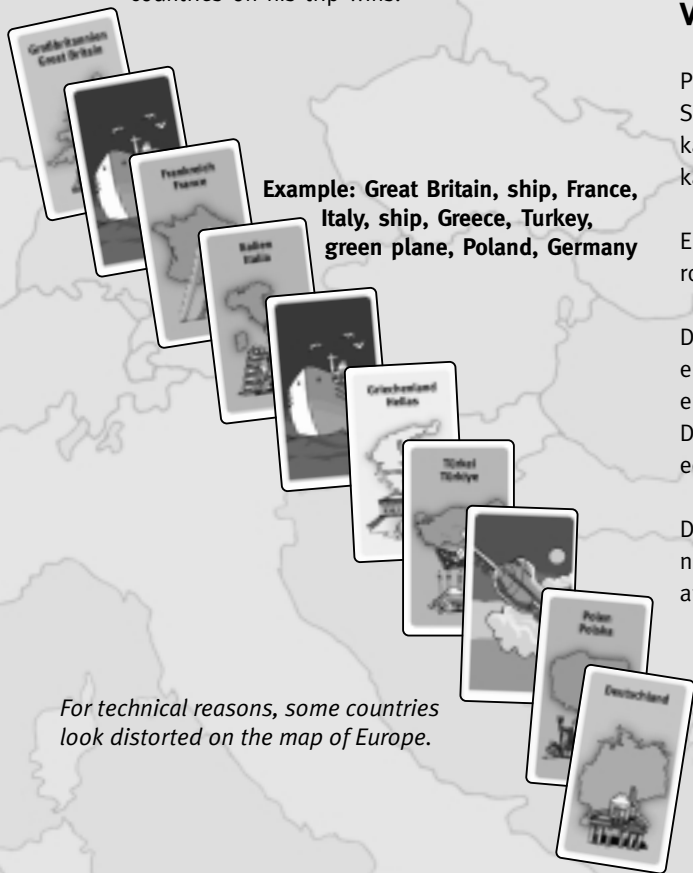 countries on his trip wins.
Großbritannien
Great Britain
Frankreich
France
Italien
Italia
Example: Great Britain, ship, France,
Italy, ship, Greece, Turkey,
green plane, Poland, Germany
Griechenland
Hellas
Türkei
Türkiye
Polen
Polska
Deutschland
For technical reasons, some countries
look distorted on the map of Europe.